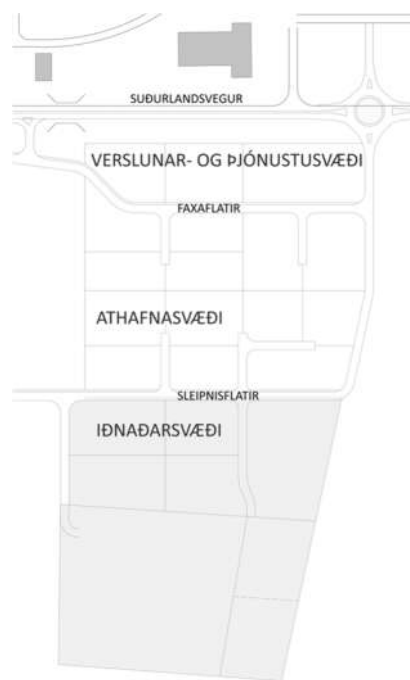 SUÐURLANDSVEGUR
VERSLUNAR- OG ÞJÓNUSTUSVÆÐI
FAXAFLATIR
ATHAFNASVÆÐI
SLEIPNISFLATIR
IÐNAÐARSVÆÐI